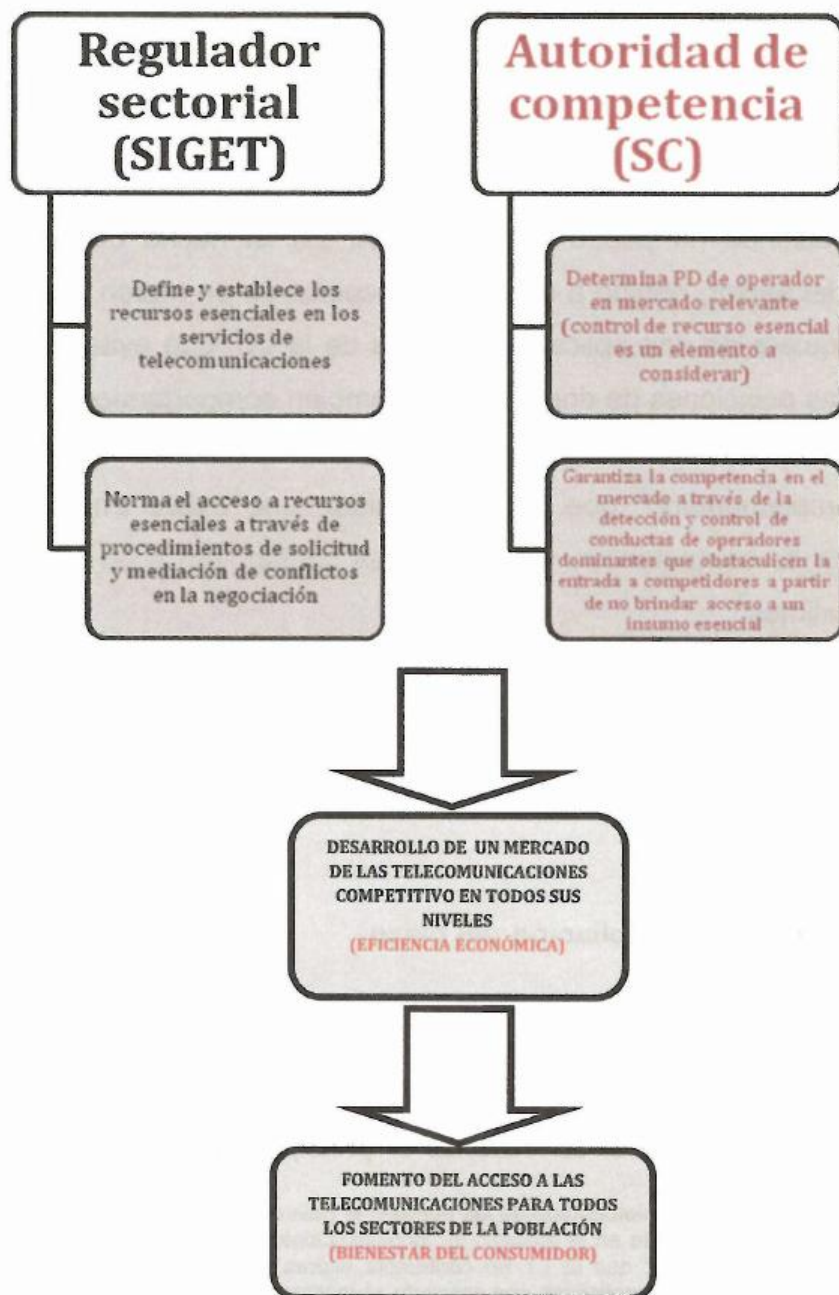 Regulador
sectorial
(SIGET)
Define y establece los
recursos esenciales en los
servicios de
telecomunicaciones
Norma el acceso a recursos
esenciales a través de
procedimientos de solicitud
y mediación de conflictos
en la negociación
Autoridad de
competencia
(SC)
Determina PD de operador
en mercado relevante
(control de recurso esencial
es un elemento a
considerar)
Garantiza la competencia en el
mercado a través de la
detección y control de
conductas de operadores
dominantes que obstaculicen la
entrada a competidores a partir
de no brindar acceso a un
insumo esencial
DESARROLLO DE UN MERCADO
DE LAS TELECOMUNICACIONES
COMPETITIVO EN TODOS SUS
NIVELES
(EFICIENCIA ECONÓMICA)
FOMENTO DEL ACCESO A LAS
TELECOMUNICACIONES PARA TODOS
LOS SECTORES DE LA POBLACIÓN
(BIENESTAR DEL CONSUMIDOR)